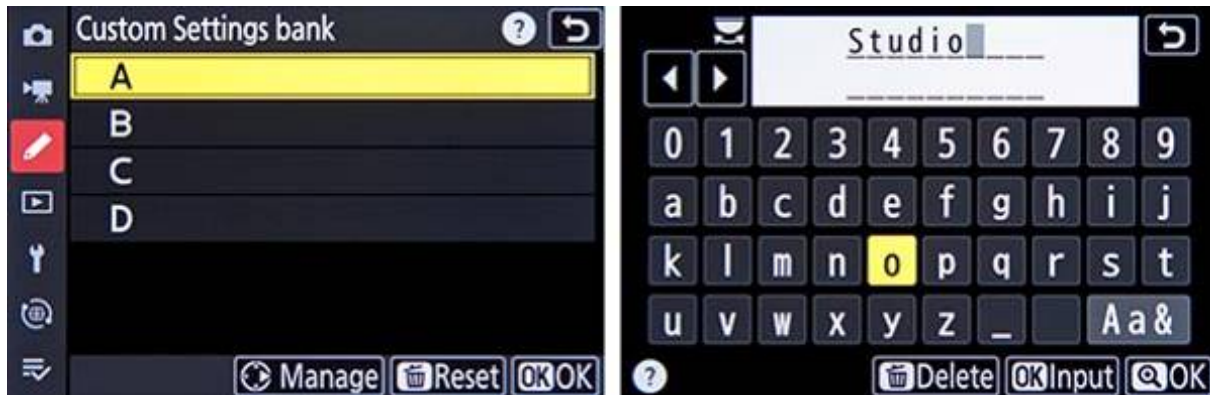 Custom Settings bank ?
A
B
C
D
Manage Reset OK OK
Studio
0 1 2 3 4 5 6 7 8 9
a b c d e f g h i j
k l m n o p q r s t
u v w x y z _ Aa&
? Delete OK Input OK